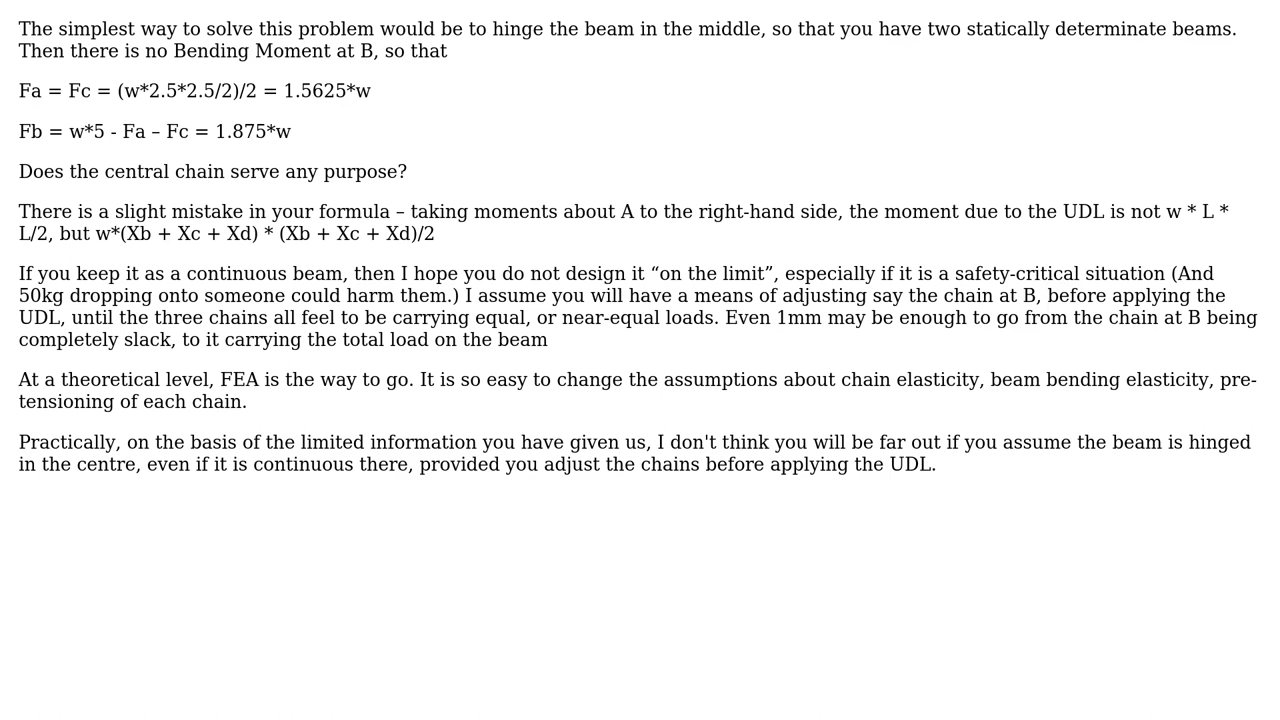 The simplest way to solve this problem would be to hinge the beam in the middle, so that you have two statically determinate beams.
Then there is no Bending Moment at B, so that
Fa = Fc = (w*2.5*2.5/2)/2 = 1.5625*w
Fb = w*5 - Fa – Fc = 1.875*w
Does the central chain serve any purpose?
There is a slight mistake in your formula – taking moments about A to the right-hand side, the moment due to the UDL is not w * L *
L/2, but w*(Xb + Xc + Xd) * (Xb + Xc + Xd)/2
If you keep it as a continuous beam, then I hope you do not design it “on the limit”, especially if it is a safety-critical situation (And
50kg dropping onto someone could harm them.) I assume you will have a means of adjusting say the chain at B, before applying the
UDL, until the three chains all feel to be carrying equal, or near-equal loads. Even 1mm may be enough to go from the chain at B being
completely slack, to it carrying the total load on the beam
At a theoretical level, FEA is the way to go. It is so easy to change the assumptions about chain elasticity, beam bending elasticity, pre-
tensioning of each chain.
Practically, on the basis of the limited information you have given us, I don't think you will be far out if you assume the beam is hinged
in the centre, even if it is continuous there, provided you adjust the chains before applying the UDL.